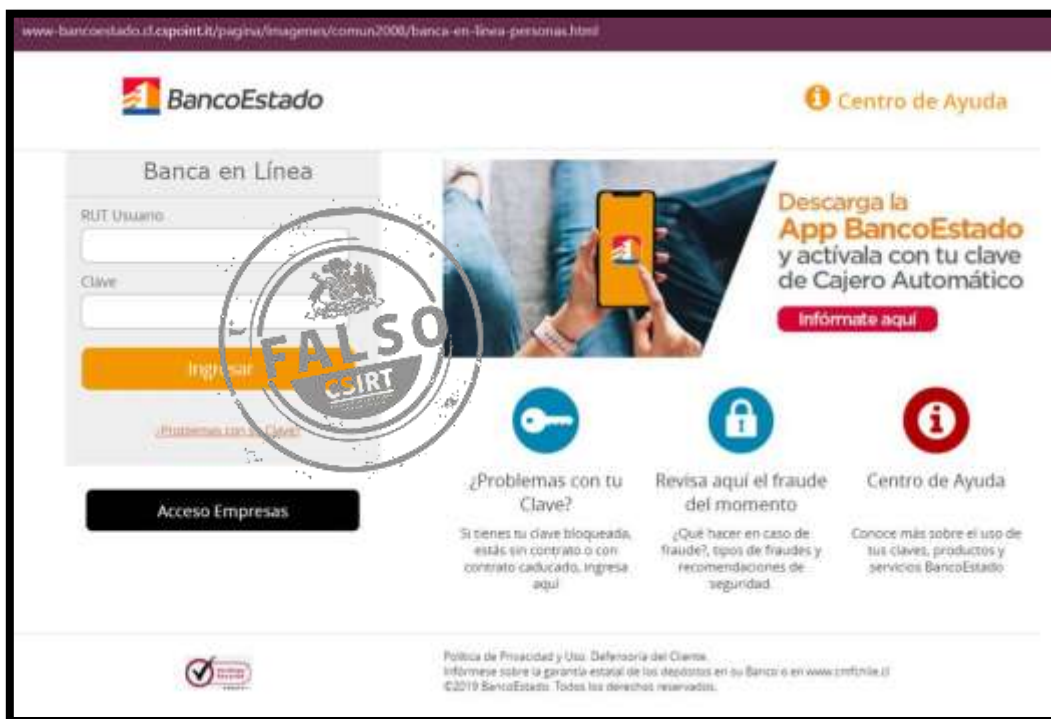 www-bancoestado.cl.cspoint.it/pagina/imagenes/comun2008/banca-en-linea-personas.html
BancoEstado
Centro de Ayuda
Banca en Línea
RUT Usuario
Clave
Ingresar
¿Problemas con su Clave?
Acceso Empresas
FALSO
CSIRT
Descarga la
App BancoEstado
y actívala con tu clave
de Cajero Automático
Infórmate aquí
¿Problemas con tu
Clave?
Si tienes tu clave bloqueada,
estás sin contrato o con
contrato caducado, ingresa
aquí
Revisa aquí el fraude
del momento
¿Qué hacer en caso de
fraude?, tipos de fraudes y
recomendaciones de
seguridad.
Centro de Ayuda
Conoce más sobre el uso de
tus claves, productos y
servicios BancoEstado
Política de Privacidad y Uso. Defensoría del Cliente.
Infórmese sobre la garantía estatal de los depósitos en su Banco o en www.cmfchile.cl
©2019 BancoEstado. Todos los derechos reservados.